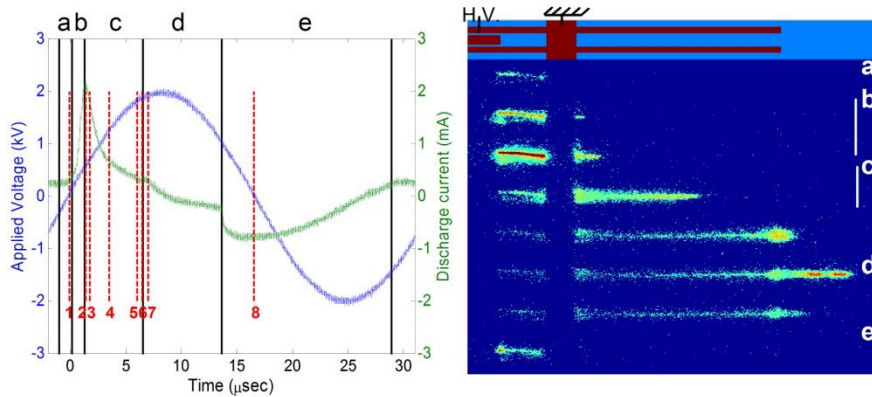 a b c d e
3 3
2 2
1 1
0 0
-1 -1
-2 -2
-3 -3
Applied Voltage (kV)
Discharge current (mA)
1 2 3 4 5 6 7 8
0 5 10 15 20 25 30
Time (μsec)
H.V.
a
b
c
d
e